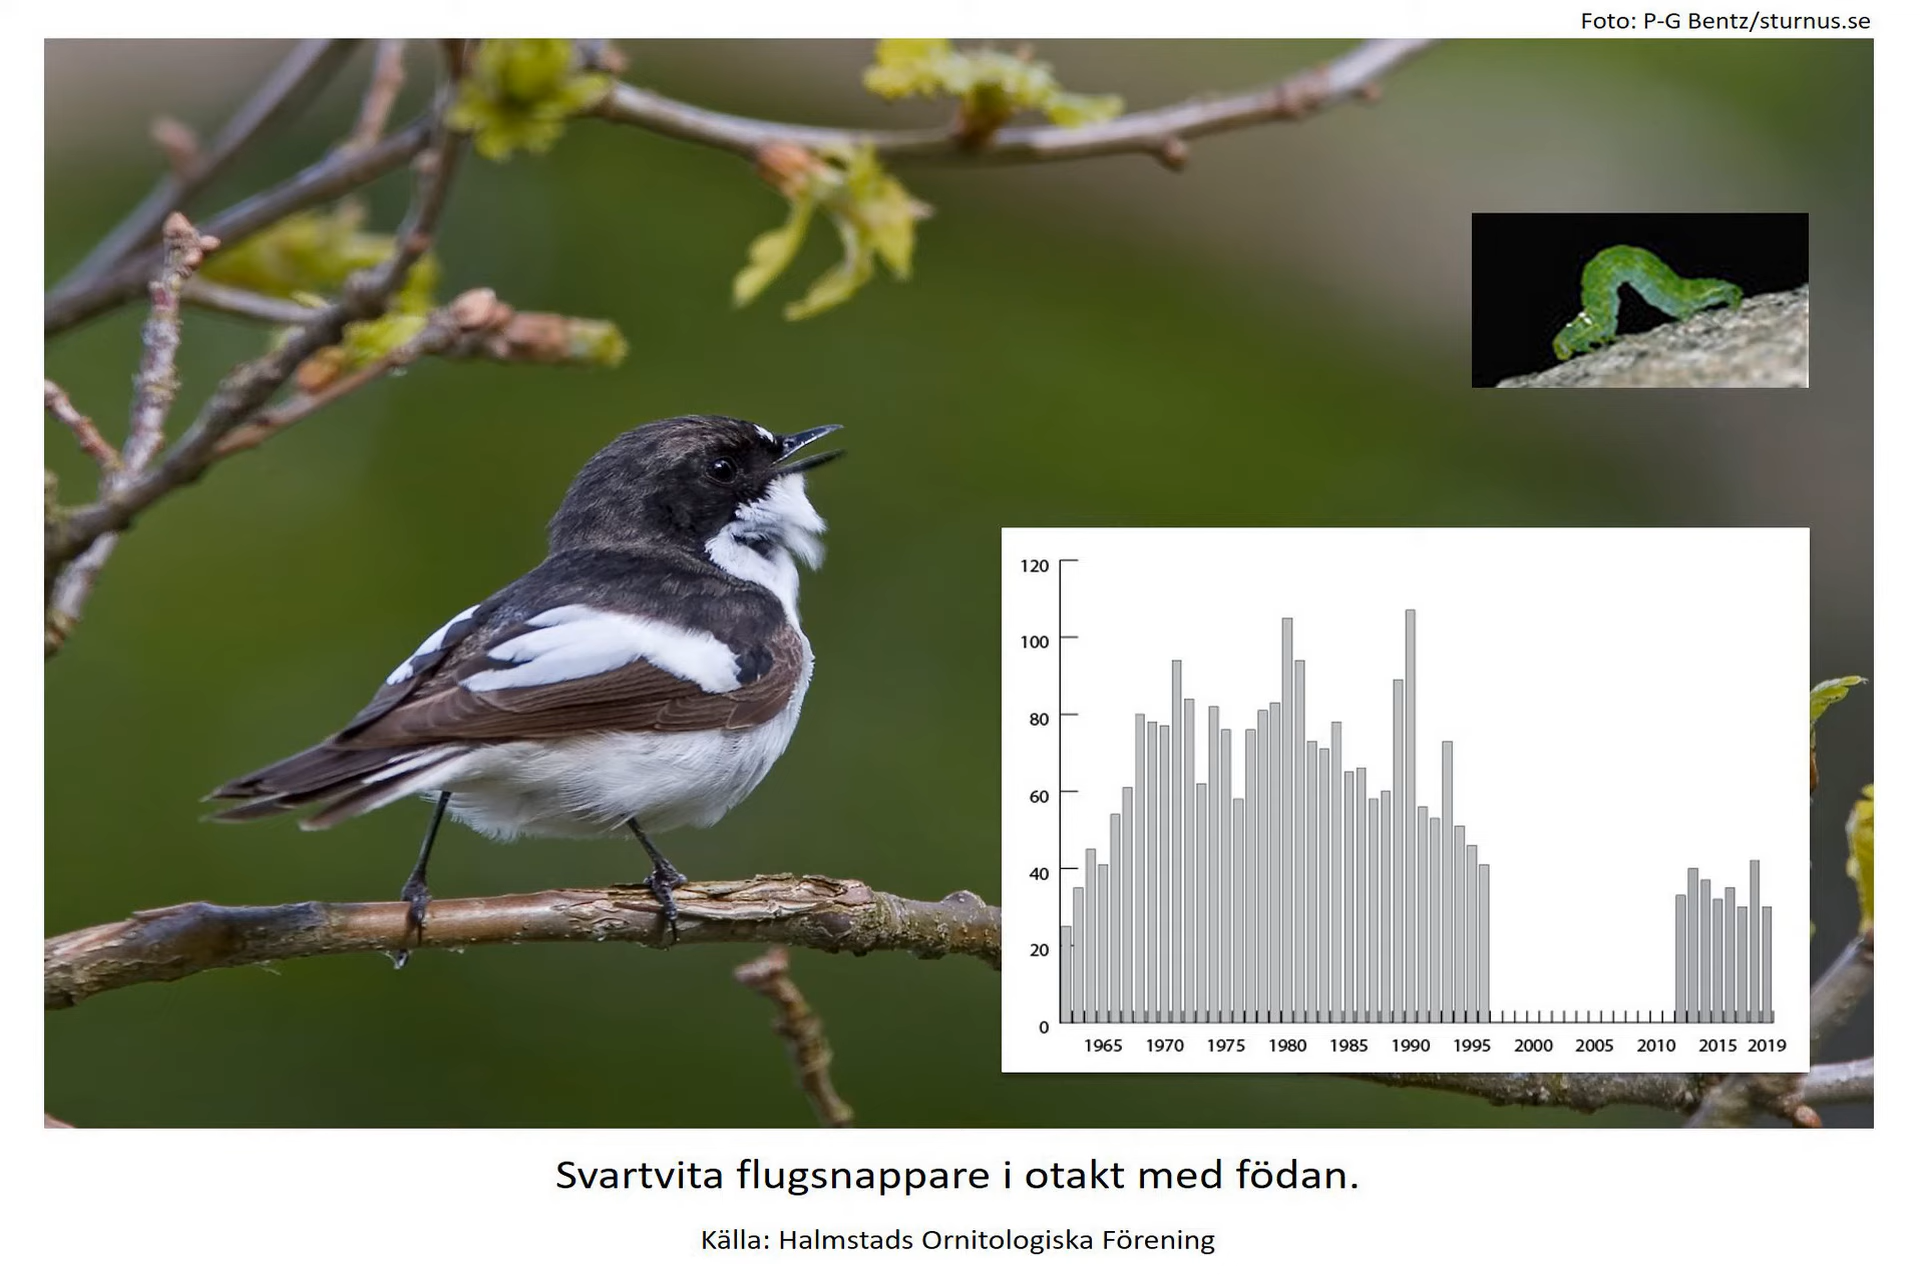 Foto: P-G Bentz/sturnus.se
120
100
80
60
40
20
0
1965 1970 1975 1980 1985 1990 1995 2000 2005 2010 2015 2019
Svartvita flugsnappare i otakt med födan.
Källa: Halmstads Ornitologiska Förening